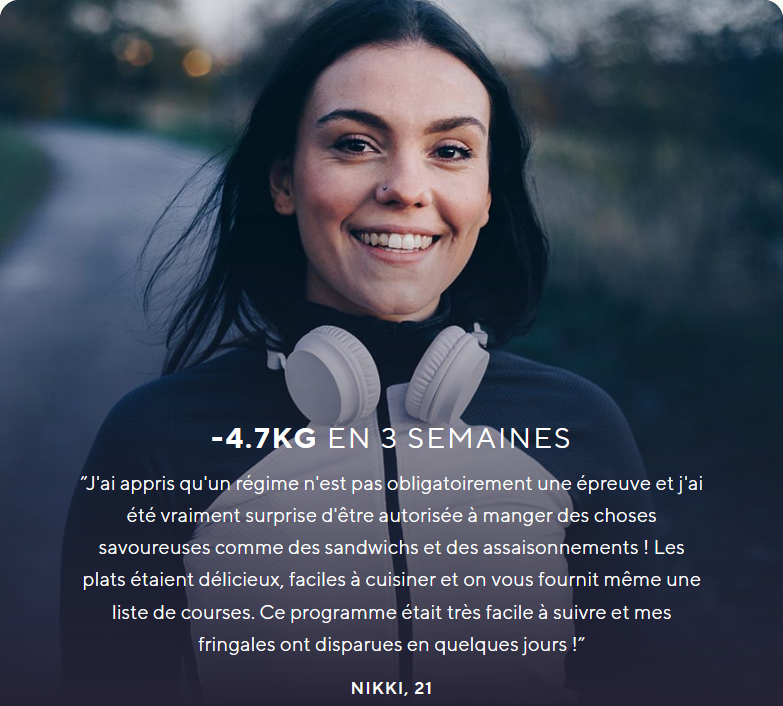 -4.7KG EN 3 SEMAINES
"J'ai appris qu'un régime n'est pas obligatoirement une épreuve et j'ai
été vraiment surprise d'être autorisée à manger des choses
savoureuses comme des sandwichs et des assaisonnements ! Les
plats étaient délicieux, faciles à cuisiner et on vous fournit même une
liste de courses. Ce programme était très facile à suivre et mes
fringales ont disparues en quelques jours !"
NIKKI, 21